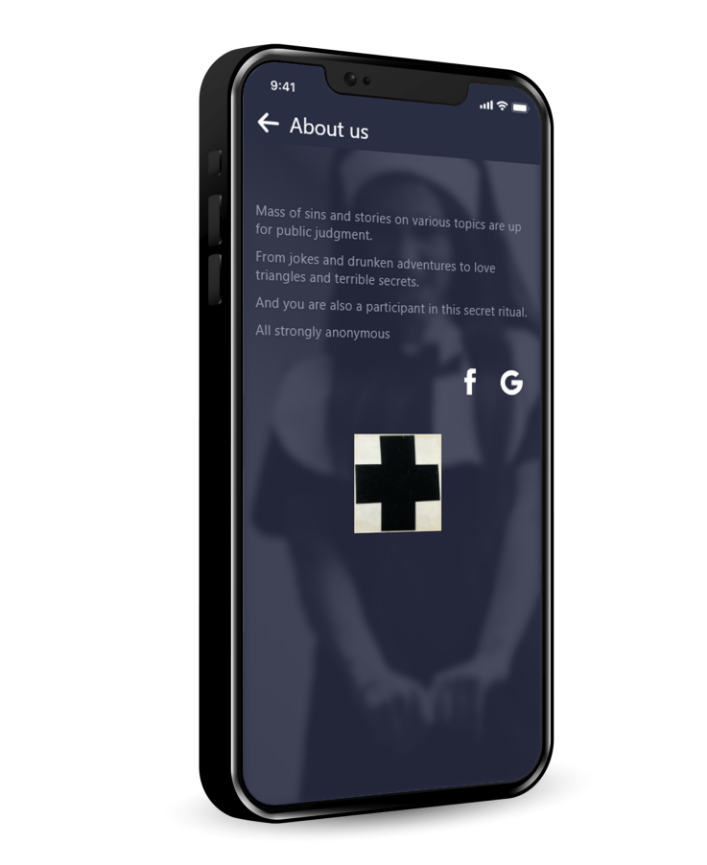 9:41
About us
Mass of sins and stories on various topics are up
for public judgment.
From jokes and drunken adventures to love
triangles and terrible secrets.
And you are also a participant in this secret ritual.
All strongly anonymous
f G